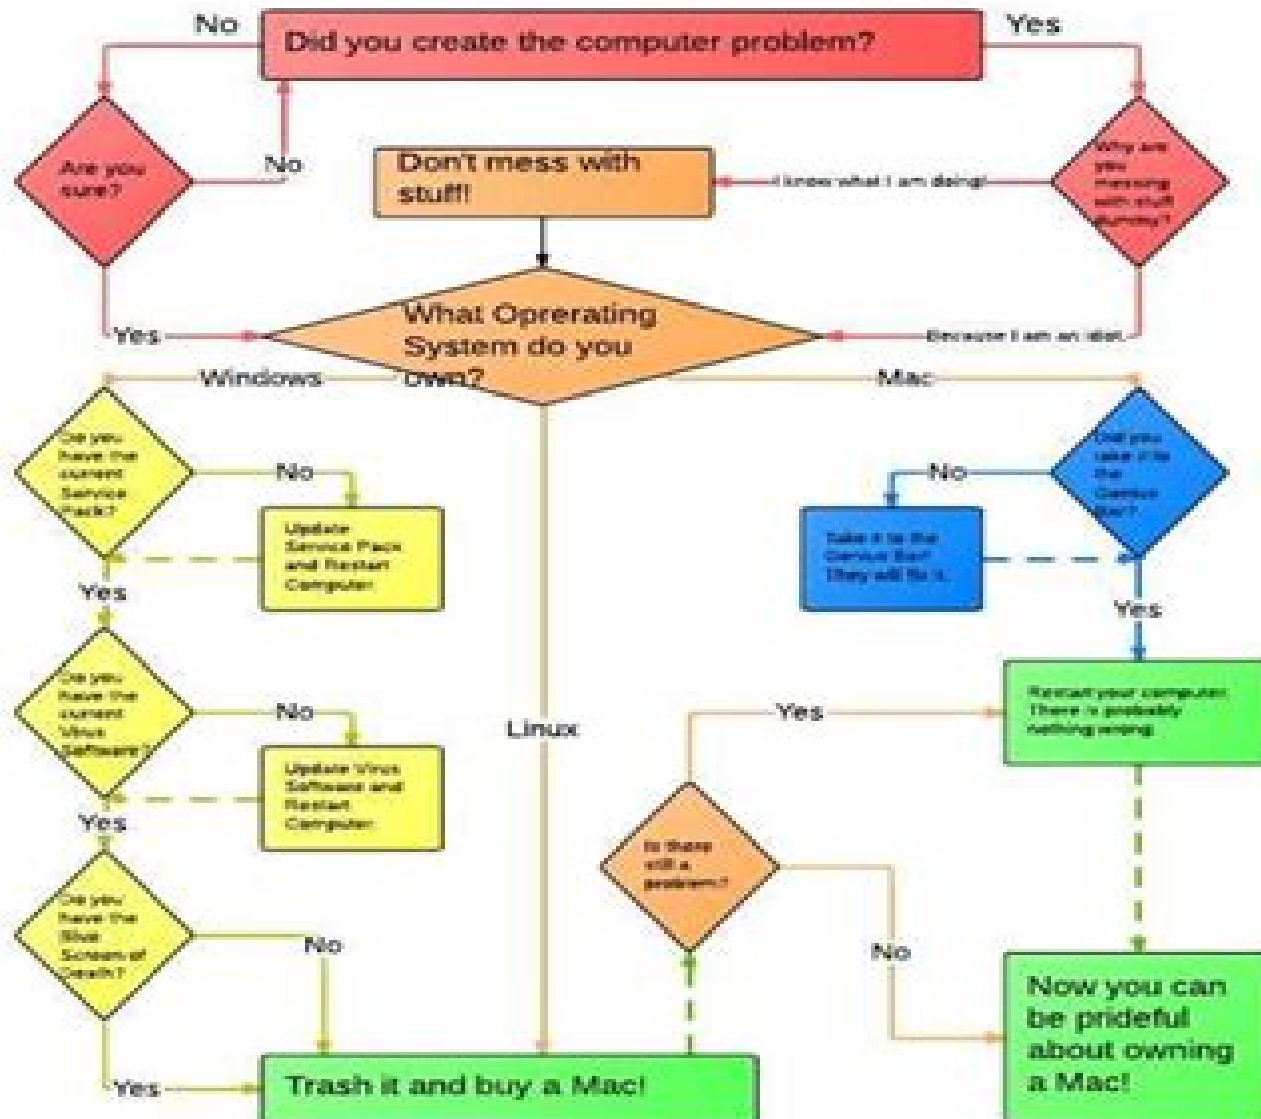 No
Yes
Did you create the computer problem?
Are you
sure?
No
Don't mess with
stuff!
I know what I am doing!
Why are
you
messing
with stuff
dummy?
Yes
What Oprerating
System do you
own?
Because I am an idiot.
Windows
Mac
Do you
have the
current
Service
Pack?
No
Update
Service Pack
and Restart
Computer.
Did you
take it to
the
Genius
Bar?
No
Take it to the
Genius Bar!
They will fix it.
Yes
Yes
Do you
have the
current
Virus
Software?
No
Update Virus
Software and
Restart
Computer.
Linux
Yes
Restart your computer.
There is probably
nothing wrong.
Yes
Is there
still a
problem?
Do you
have the
Blue
Screen of
Death?
No
No
Now you can
be prideful
about owning
a Mac!
Yes
Trash it and buy a Mac!